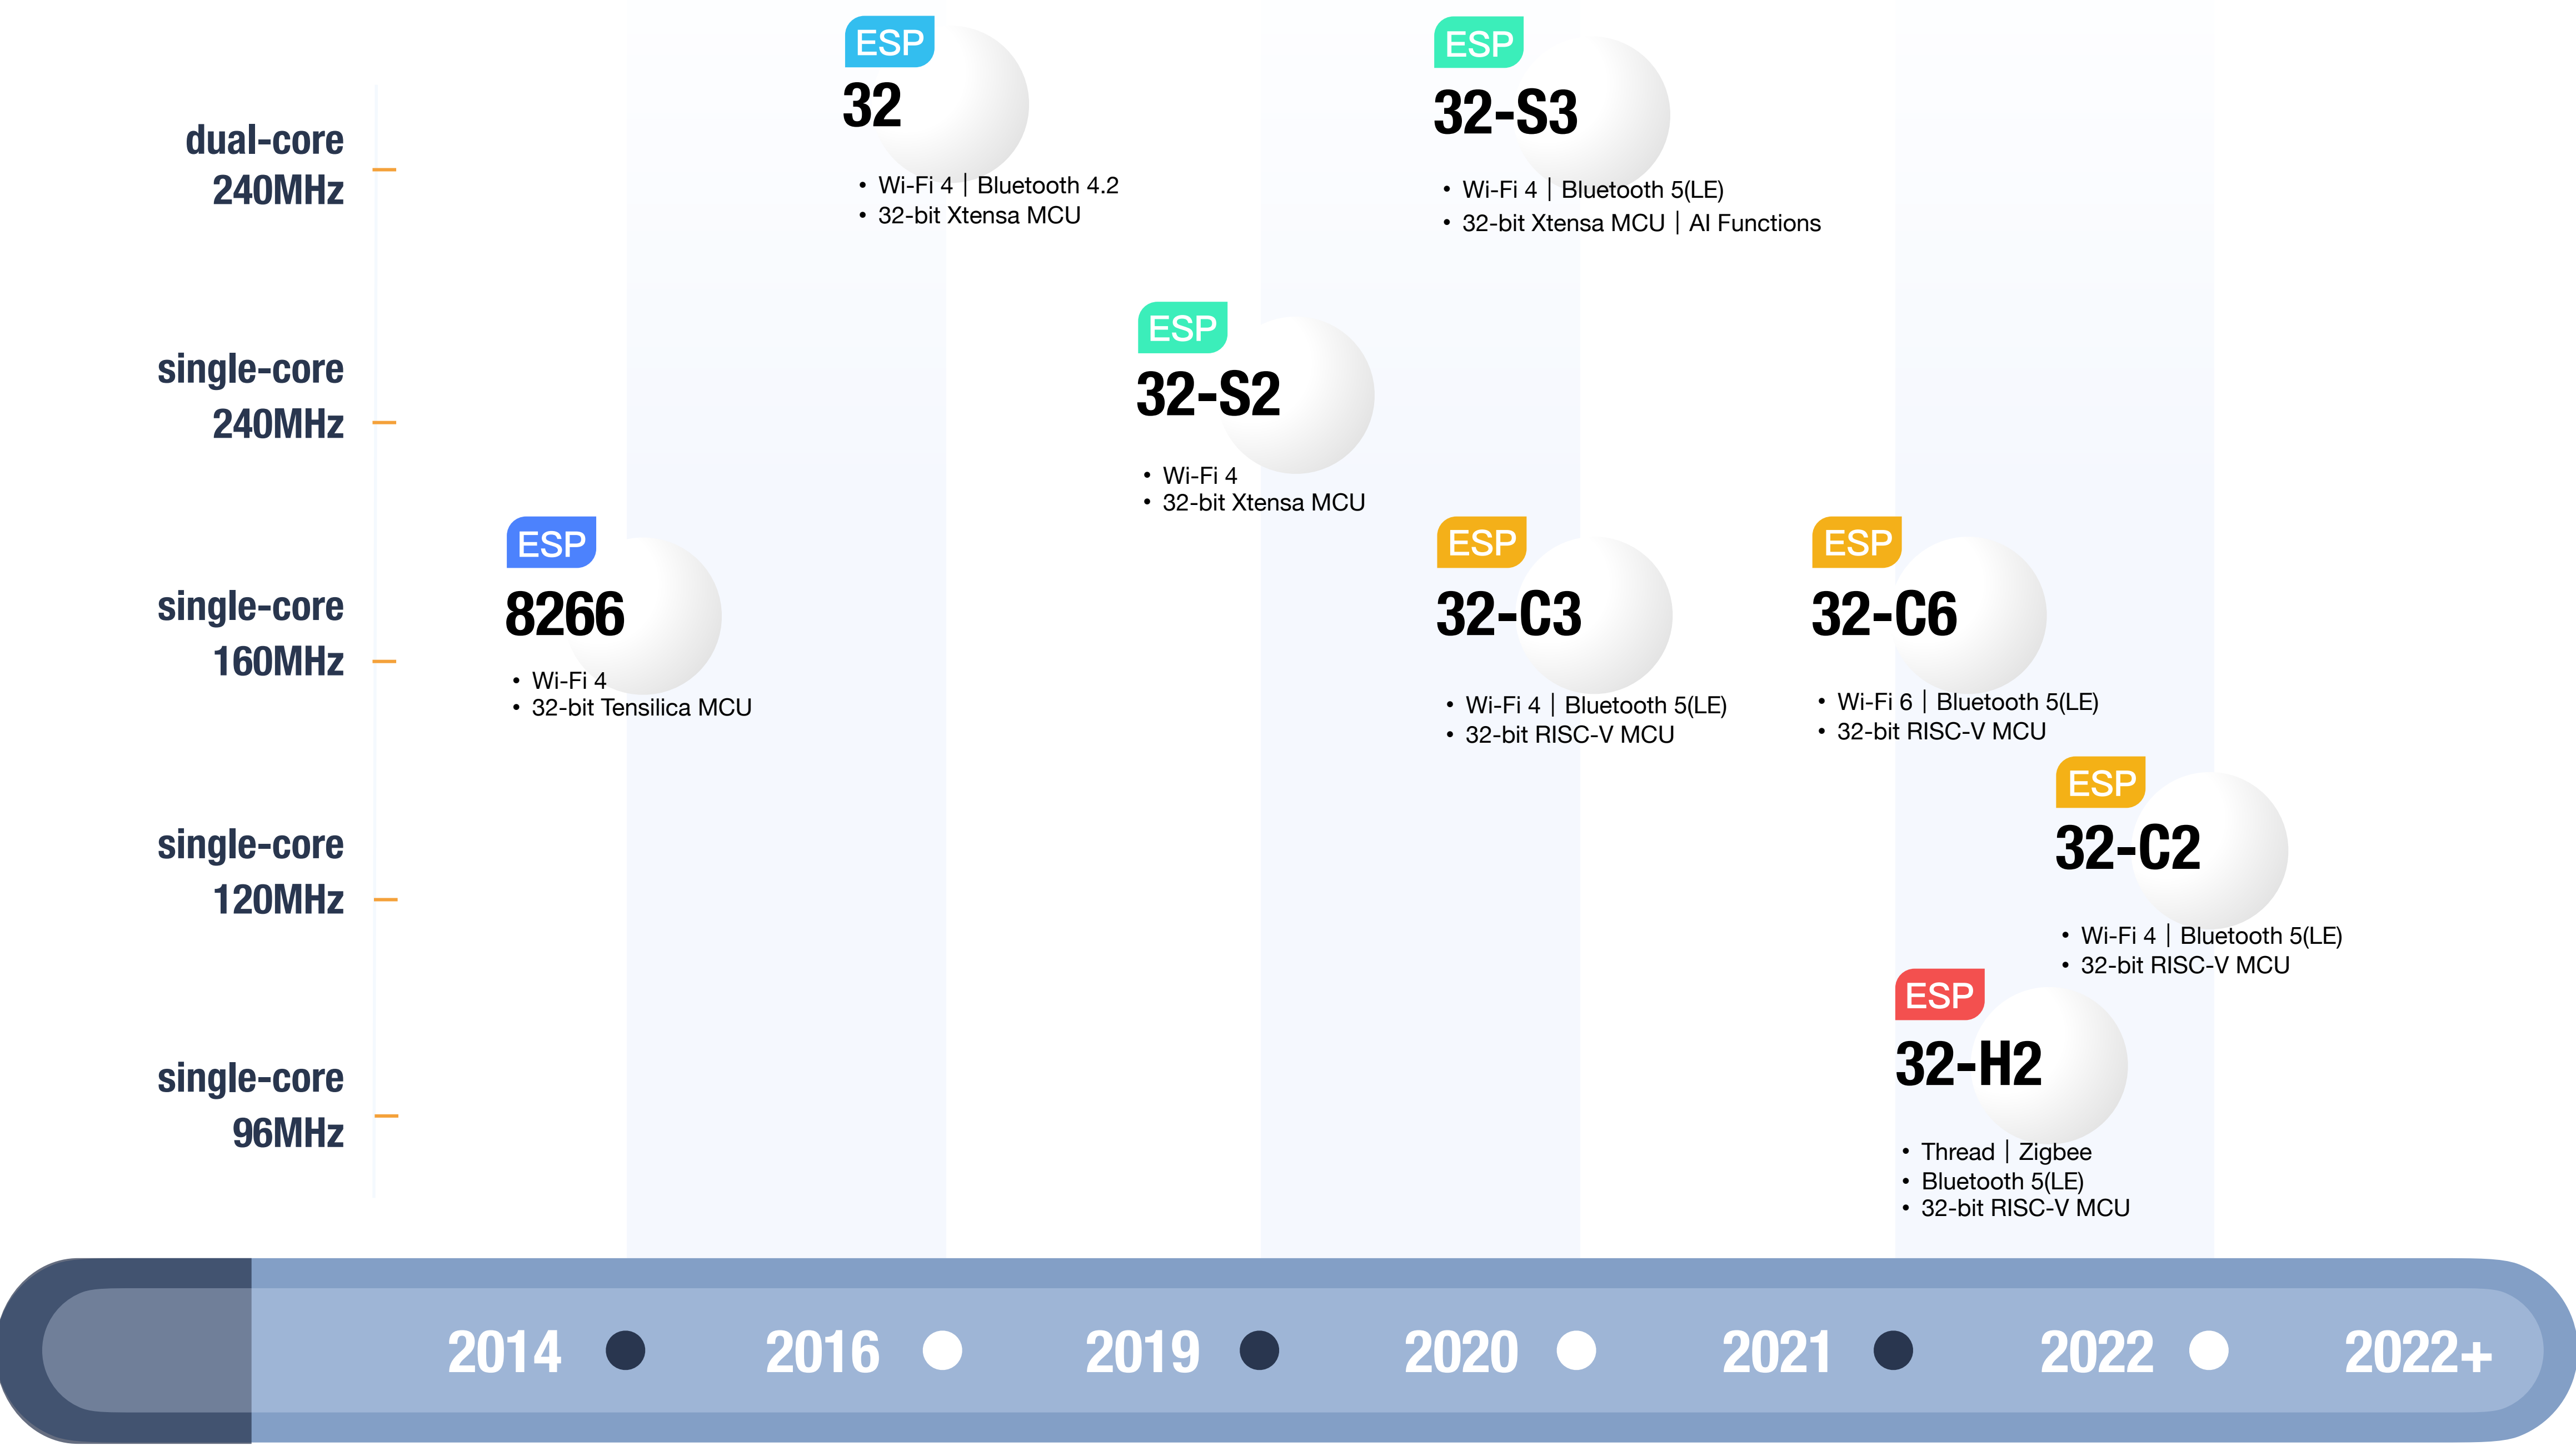 dual-core
240MHz
single-core
240MHz
single-core
160MHz
single-core
120MHz
single-core
96MHz
ESP
32
• Wi-Fi 4 | Bluetooth 4.2
• 32-bit Xtensa MCU
ESP
32-S3
• Wi-Fi 4 | Bluetooth 5(LE)
• 32-bit Xtensa MCU | AI Functions
ESP
32-S2
• Wi-Fi 4
• 32-bit Xtensa MCU
ESP
8266
• Wi-Fi 4
• 32-bit Tensilica MCU
ESP
32-C3
• Wi-Fi 4 | Bluetooth 5(LE)
• 32-bit RISC-V MCU
ESP
32-C6
• Wi-Fi 6 | Bluetooth 5(LE)
• 32-bit RISC-V MCU
ESP
32-C2
• Wi-Fi 4 | Bluetooth 5(LE)
• 32-bit RISC-V MCU
ESP
32-H2
• Thread | Zigbee
• Bluetooth 5(LE)
• 32-bit RISC-V MCU
2014
2016
2019
2020
2021
2022
2022+